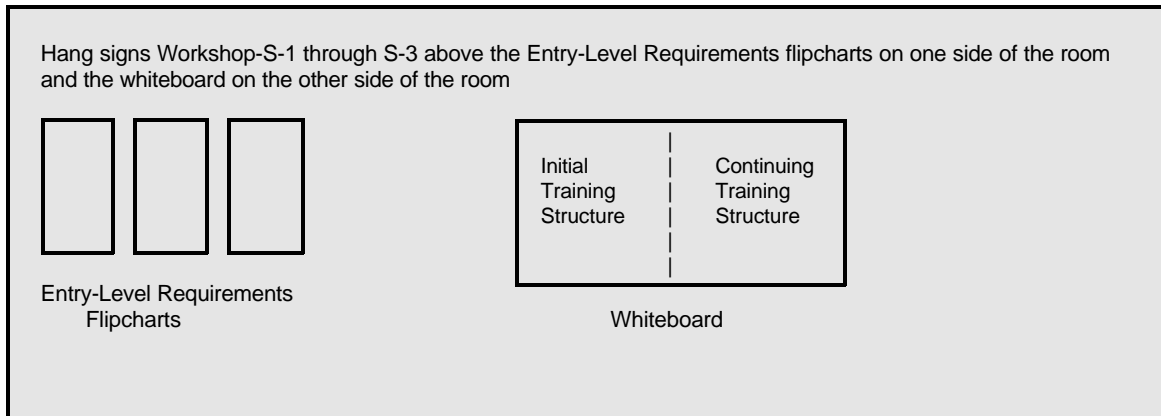 Hang signs Workshop-S-1 through S-3 above the Entry-Level Requirements flipcharts on one side of the room
and the whiteboard on the other side of the room
Initial
Training
Structure
Continuing
Training
Structure
Entry-Level Requirements
Flipcharts
Whiteboard